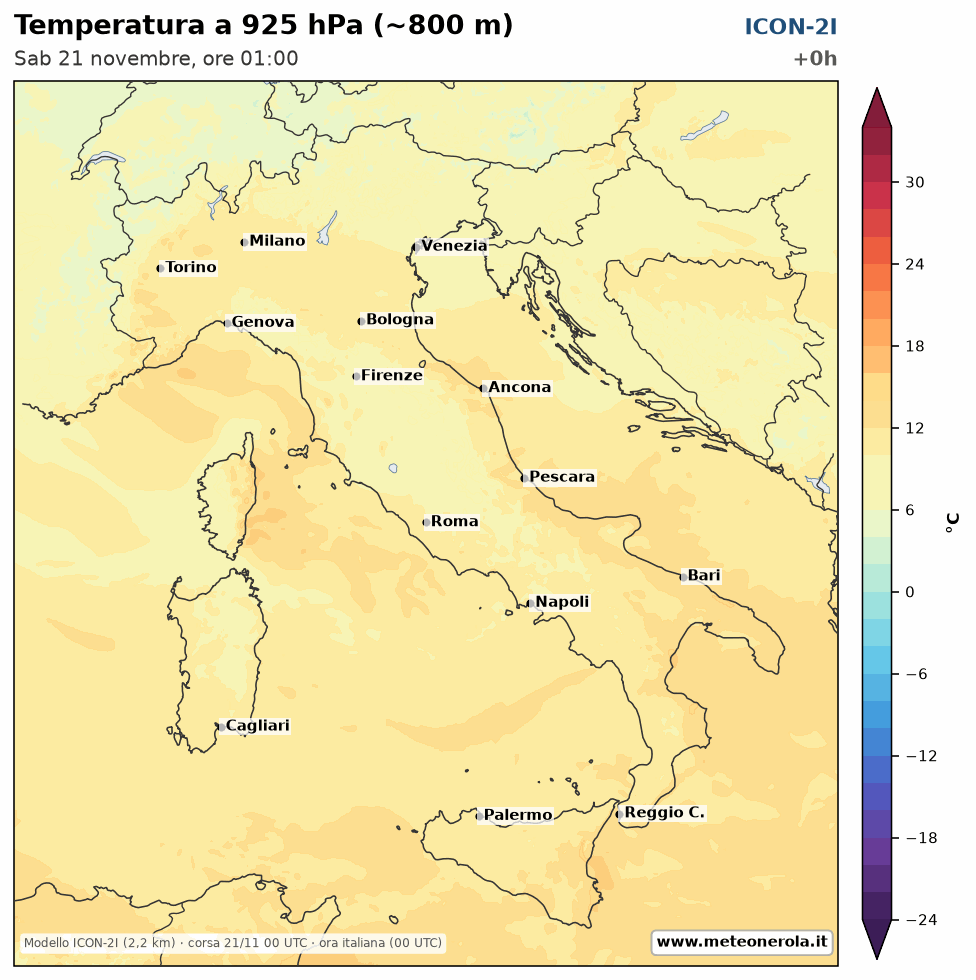 Temperatura a 925 hPa (~800 m)
ICON-2I
Sab 21 novembre, ore 01:00
+0h
Milano
Venezia
Torino
Genova
Bologna
Firenze
Ancona
Pescara
Roma
Bari
Napoli
Cagliari
Palermo
Reggio C.
30
24
18
12
6
0
−6
−12
−18
−24
°C
Modello ICON-2I (2,2 km) · corsa 21/11 00 UTC · ora italiana (00 UTC)
www.meteonerola.it